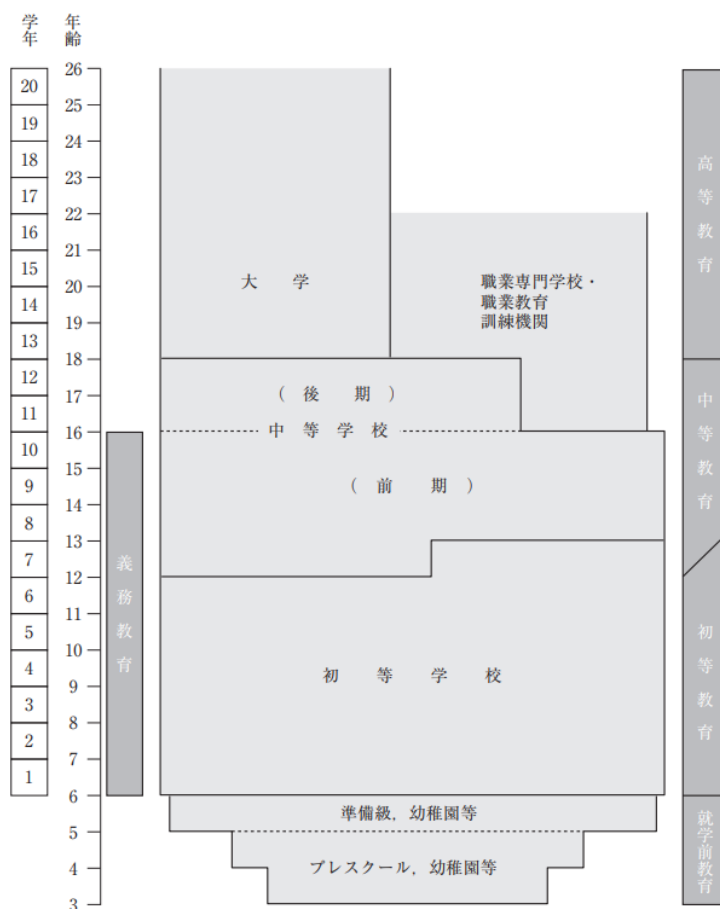 学年
年齢
26
20
25
19
24
18
23
17
22
16
21
15
20
14
19
13
18
12
17
11
16
10
15
9
14
8
13
7
12
6
11
5
10
4
9
3
8
2
7
1
6
5
4
3
義務教育
大学
職業専門学校・
職業教育
訓練機関
(後期)
中等学校
(前期)
初等学校
準備級,幼稚園等
プレスクール,幼稚園等
高等教育
中等教育
初等教育
就学前教育